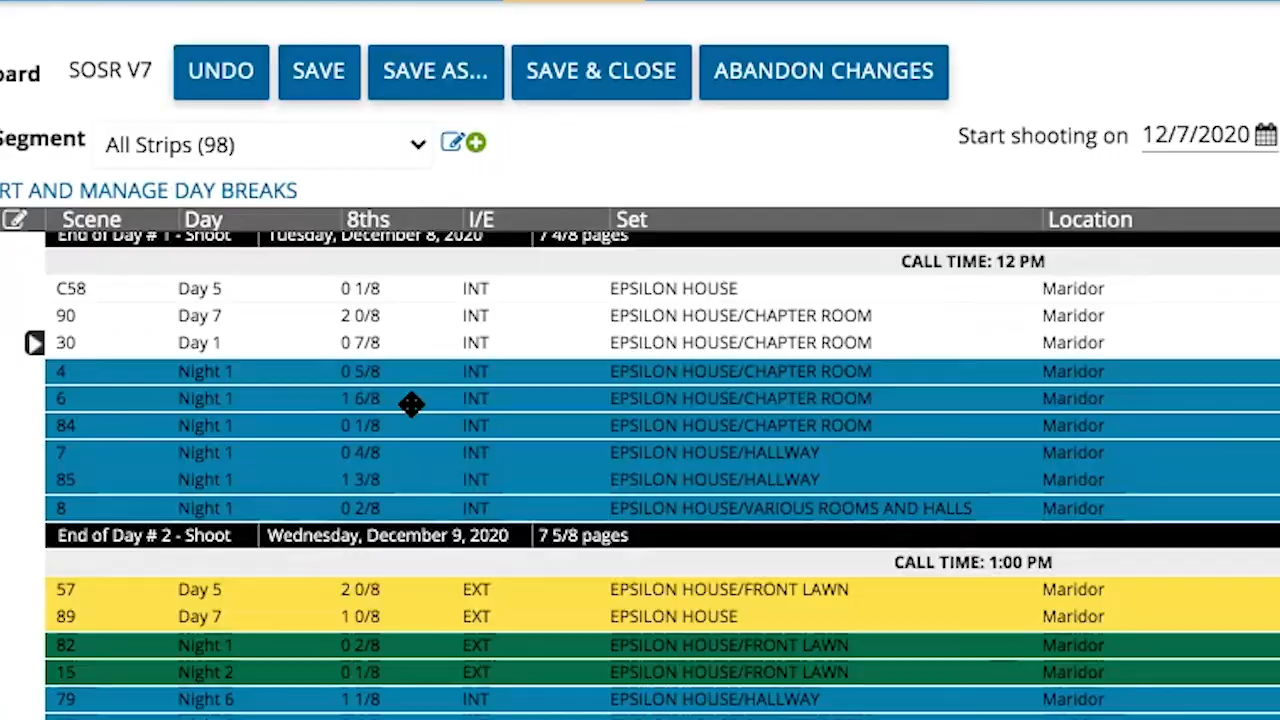 oard SOSR V7 UNDO SAVE SAVE AS... SAVE & CLOSE ABANDON CHANGES
Segment All Strips (98) Start shooting on 12/7/2020
RT AND MANAGE DAY BREAKS
Scene Day 8ths I/E Set Location
End of Day # 1 - Shoot Tuesday, December 8, 2020 7 4/8 pages
CALL TIME: 12 PM
C58 Day 5 0 1/8 INT EPSILON HOUSE Maridor
90 Day 7 2 0/8 INT EPSILON HOUSE/CHAPTER ROOM Maridor
30 Day 1 0 7/8 INT EPSILON HOUSE/CHAPTER ROOM Maridor
4 Night 1 0 5/8 INT EPSILON HOUSE/CHAPTER ROOM Maridor
6 Night 1 1 6/8 INT EPSILON HOUSE/CHAPTER ROOM Maridor
84 Night 1 0 1/8 INT EPSILON HOUSE/CHAPTER ROOM Maridor
7 Night 1 0 4/8 INT EPSILON HOUSE/HALLWAY Maridor
85 Night 1 1 3/8 INT EPSILON HOUSE/HALLWAY Maridor
8 Night 1 0 2/8 INT EPSILON HOUSE/VARIOUS ROOMS AND HALLS Maridor
End of Day # 2 - Shoot Wednesday, December 9, 2020 7 5/8 pages
CALL TIME: 1:00 PM
57 Day 5 2 0/8 EXT EPSILON HOUSE/FRONT LAWN Maridor
89 Day 7 1 0/8 EXT EPSILON HOUSE Maridor
82 Night 1 0 2/8 EXT EPSILON HOUSE/FRONT LAWN Maridor
15 Night 2 0 1/8 EXT EPSILON HOUSE/FRONT LAWN Maridor
79 Night 6 1 1/8 INT EPSILON HOUSE/HALLWAY Maridor